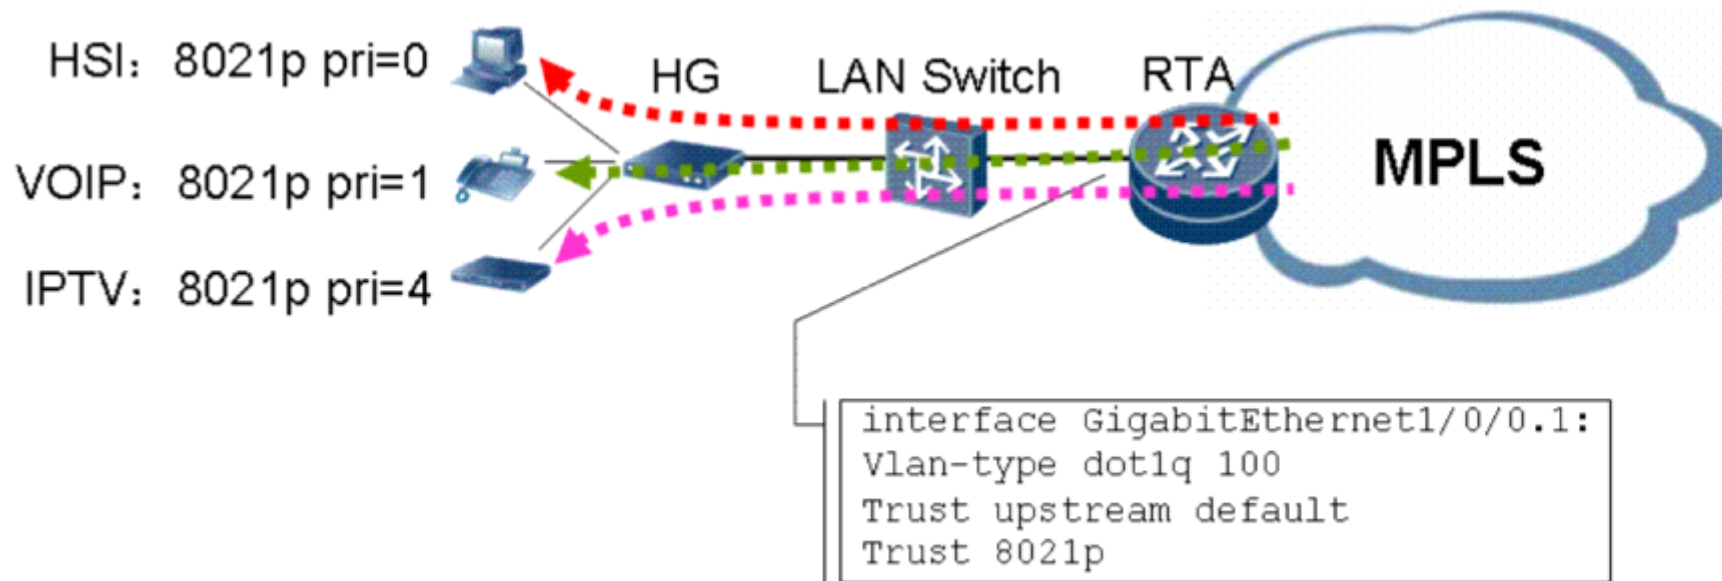 HSI： 8021p pri=0
HG
LAN Switch
RTA
MPLS
VOIP： 8021p pri=1
IPTV： 8021p pri=4
interface GigabitEthernet1/0/0.1:
Vlan-type dot1q 100
Trust upstream default
Trust 8021p